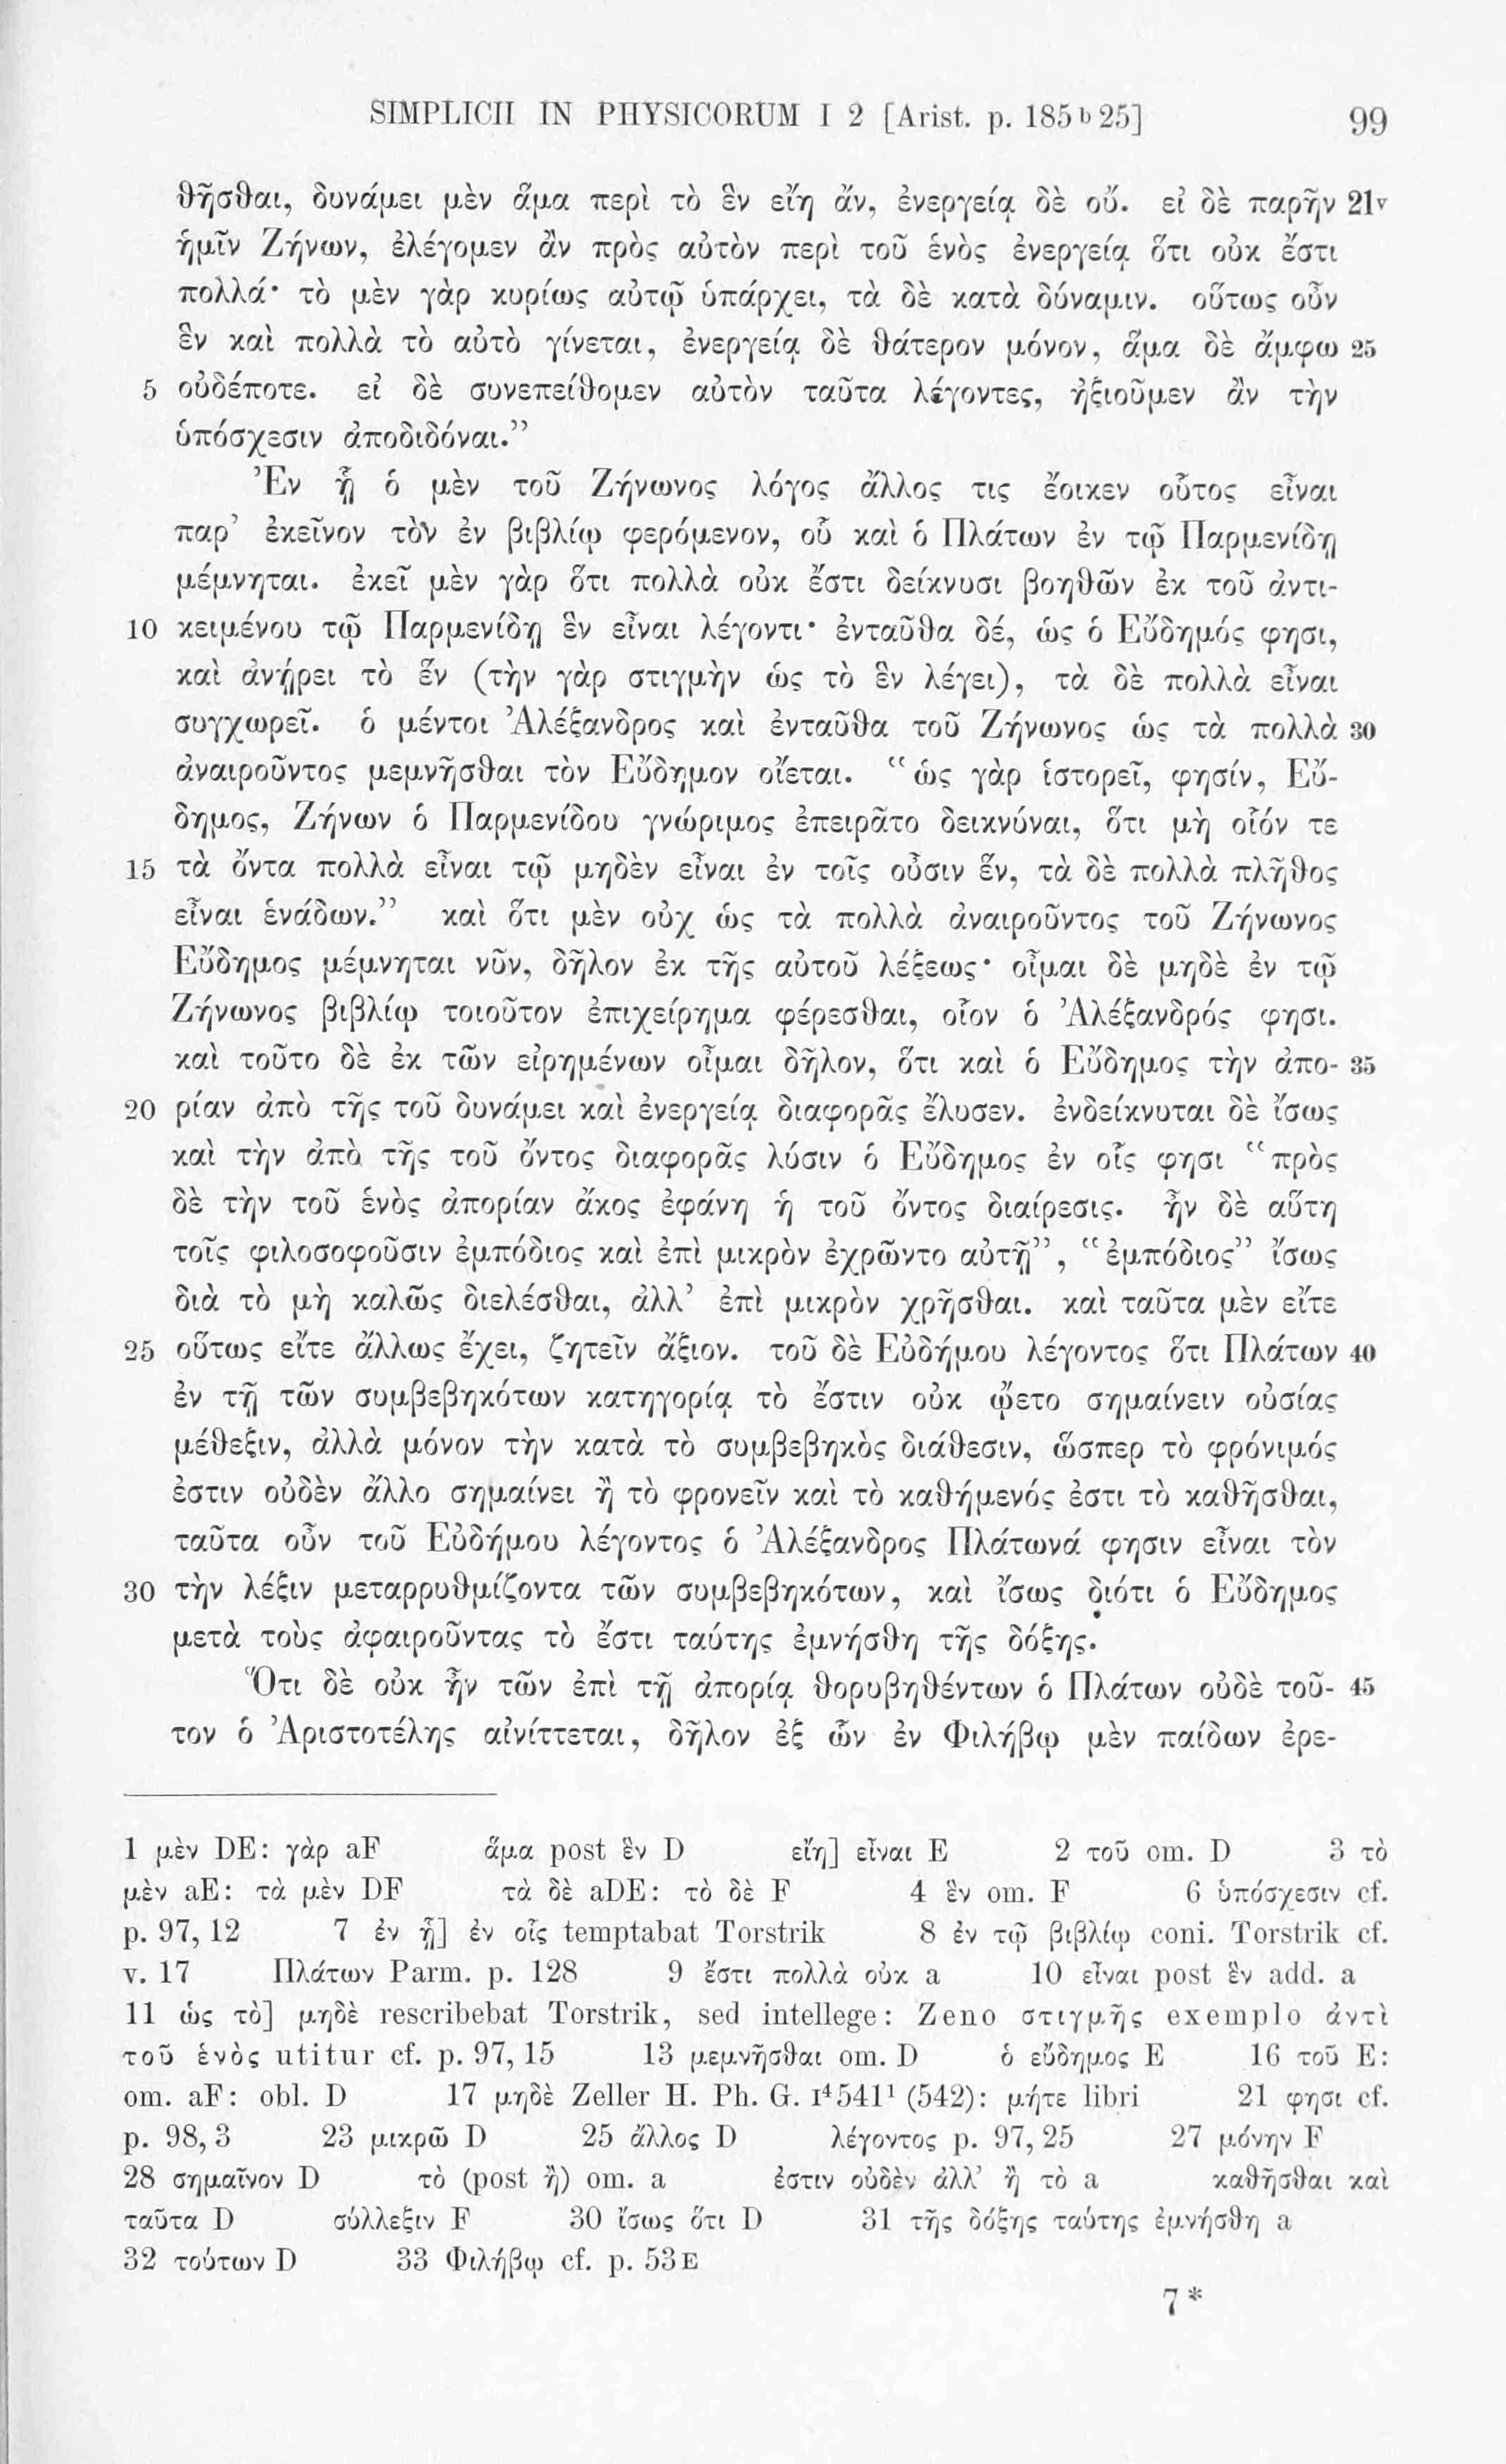 SIMPLICII IN PHYSICORUM I 2 [Arist. p. 185 b 25] 99
θῆσθαι, δυνάμει μὲν ἅμα περὶ τὸ ἓν εἴη ἄν, ἐνεργείᾳ δὲ οὔ. εἰ δὲ παρῆν 21v
ἡμῖν Ζήνων, ἐλέγομεν ἂν πρὸς αὐτὸν περὶ τοῦ ἑνὸς ἐνεργείᾳ ὅτι οὐκ ἔστι
πολλά· τὸ μὲν γὰρ κυρίως αὐτῷ ὑπάρχει, τὰ δὲ κατὰ δύναμιν. οὕτως οὖν
ἓν καὶ πολλὰ τὸ αὐτὸ γίνεται, ἐνεργείᾳ δὲ θάτερον μόνον, ἅμα δὲ ἄμφω 25
5 οὐδέποτε. εἰ δὲ συνεπείθομεν αὐτὸν ταῦτα λέγοντες, ἠξιοῦμεν ἂν τὴν
ὑπόσχεσιν ἀποδιδόναι.”
Ἐν ᾗ ὁ μὲν τοῦ Ζήνωνος λόγος ἄλλος τις ἔοικεν οὗτος εἶναι
παρ’ ἐκεῖνον τὸν ἐν βιβλίῳ φερόμενον, οὗ καὶ ὁ Πλάτων ἐν τῷ Παρμενίδῃ
μέμνηται. ἐκεῖ μὲν γὰρ ὅτι πολλὰ οὐκ ἔστι δείκνυσι βοηθῶν ἐκ τοῦ ἀντι-
10 κειμένου τῷ Παρμενίδῃ ἓν εἶναι λέγοντι· ἐνταῦθα δέ, ὡς ὁ Εὔδημός φησι,
καὶ ἀνῄρει τὸ ἕν (τὴν γὰρ στιγμὴν ὡς τὸ ἓν λέγει), τὰ δὲ πολλὰ εἶναι
συγχωρεῖ. ὁ μέντοι Ἀλέξανδρος καὶ ἐνταῦθα τοῦ Ζήνωνος ὡς τὰ πολλὰ 30
ἀναιροῦντος μεμνῆσθαι τὸν Εὔδημον οἴεται. “ὡς γὰρ ἱστορεῖ, φησίν, Εὔ-
δημος, Ζήνων ὁ Παρμενίδου γνώριμος ἐπειρᾶτο δεικνύναι, ὅτι μὴ οἷόν τε
15 τὰ ὄντα πολλὰ εἶναι τῷ μηδὲν εἶναι ἐν τοῖς οὖσιν ἕν, τὰ δὲ πολλὰ πλῆθος
εἶναι ἑνάδων.” καὶ ὅτι μὲν οὐχ ὡς τὰ πολλὰ ἀναιροῦντος τοῦ Ζήνωνος
Εὔδημος μέμνηται νῦν, δῆλον ἐκ τῆς αὐτοῦ λέξεως· οἶμαι δὲ μηδὲ ἐν τῷ
Ζήνωνος βιβλίῳ τοιοῦτον ἐπιχείρημα φέρεσθαι, οἷον ὁ Ἀλέξανδρός φησι.
καὶ τοῦτο δὲ ἐκ τῶν εἰρημένων οἶμαι δῆλον, ὅτι καὶ ὁ Εὔδημος τὴν ἀπο- 35
20 ρίαν ἀπὸ τῆς τοῦ δυνάμει καὶ ἐνεργείᾳ διαφορᾶς ἔλυσεν. ἐνδείκνυται δὲ ἴσως
καὶ τὴν ἀπὸ τῆς τοῦ ὄντος διαφορᾶς λύσιν ὁ Εὔδημος ἐν οἷς φησι “πρὸς
δὲ τὴν τοῦ ἑνὸς ἀπορίαν ἄκος ἐφάνη ἡ τοῦ ὄντος διαίρεσις. ἦν δὲ αὕτη
τοῖς φιλοσοφοῦσιν ἐμπόδιος καὶ ἐπὶ μικρὸν ἐχρῶντο αὐτῇ”, “ἐμπόδιος” ἴσως
διὰ τὸ μὴ καλῶς διελέσθαι, ἀλλ’ ἐπὶ μικρὸν χρῆσθαι. καὶ ταῦτα μὲν εἴτε
25 οὕτως εἴτε ἄλλως ἔχει, ζητεῖν ἄξιον. τοῦ δὲ Εὐδήμου λέγοντος ὅτι Πλάτων 40
ἐν τῇ τῶν συμβεβηκότων κατηγορίᾳ τὸ ἔστιν οὐκ ᾤετο σημαίνειν οὐσίας
μέθεξιν, ἀλλὰ μόνον τὴν κατὰ τὸ συμβεβηκὸς διάθεσιν, ὥσπερ τὸ φρόνιμός
ἐστιν οὐδὲν ἄλλο σημαίνει ἢ τὸ φρονεῖν καὶ τὸ καθήμενός ἐστι τὸ καθῆσθαι,
ταῦτα οὖν τοῦ Εὐδήμου λέγοντος ὁ Ἀλέξανδρος Πλάτωνά φησιν εἶναι τὸν
30 τὴν λέξιν μεταρρυθμίζοντα τῶν συμβεβηκότων, καὶ ἴσως διότι ὁ Εὔδημος
μετὰ τοὺς ἀφαιροῦντας τὸ ἔστι ταύτης ἐμνήσθη τῆς δόξης.
Ὅτι δὲ οὐκ ἦν τῶν ἐπὶ τῇ ἀπορίᾳ θορυβηθέντων ὁ Πλάτων οὐδὲ τοῦ- 45
τον ὁ Ἀριστοτέλης αἰνίττεται, δῆλον ἐξ ὧν ἐν Φιλήβῳ μὲν παίδων ἐρε-
1 μὲν DE: γὰρ aF ἅμα post ἓν D εἴη] εἶναι E 2 τοῦ om. D 3 τὸ
μὲν aE: τὰ μὲν DF τὰ δὲ aDE: τὸ δὲ F 4 ἓν om. F 6 ὑπόσχεσιν cf.
p. 97, 12 7 ἐν ᾗ] ἐν οἷς temptabat Torstrik 8 ἐν τῷ βιβλίῳ coni. Torstrik cf.
v. 17 Πλάτων Parm. p. 128 9 ἔστι πολλὰ οὐκ a 10 εἶναι post ἓν add. a
11 ὡς τὸ] μηδὲ rescribebat Torstrik, sed intellege: Zeno στιγμῆς exemplo ἀντὶ
τοῦ ἑνὸς utitur cf. p. 97, 15 13 μεμνῆσθαι om. D ὁ εὔδημος E 16 τοῦ E:
om. aF: obl. D 17 μηδὲ Zeller H. Ph. G. I⁴ 541¹ (542): μήτε libri 21 φησι cf.
p. 98, 3 23 μικρῶ D 25 ἄλλος D λέγοντος p. 97, 25 27 μόνην F
28 σημαῖνον D τὸ (post ἢ) om. a ἐστιν οὐδὲν ἀλλ’ ἢ τὸ a καθῆσθαι καὶ
ταῦτα D σύλλεξιν F 30 ἴσως ὅτι D 31 τῆς δόξης ταύτης ἐμνήσθη a
32 τούτων D 33 Φιλήβῳ cf. p. 53 E
7 *